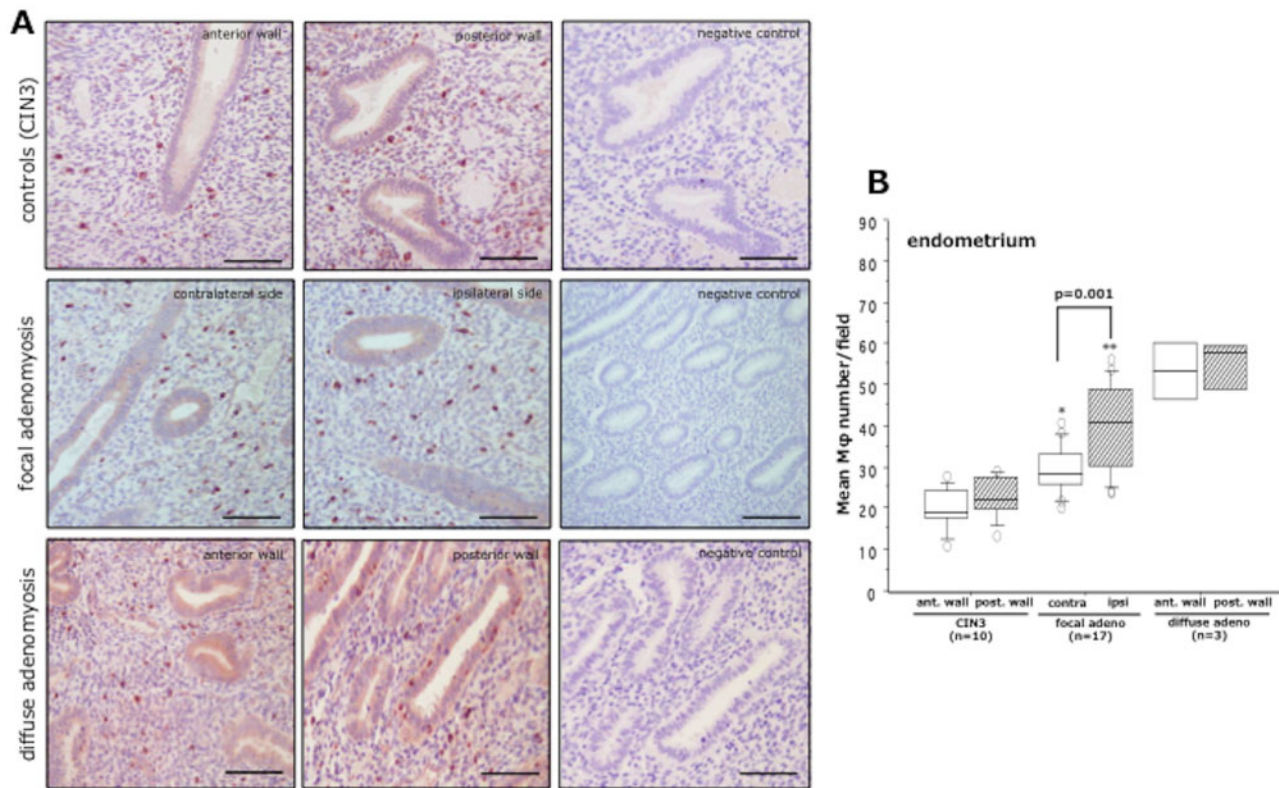 A
controls (CIN3)
anterior wall
posterior wall
negative control
focal adenomyosis
contralateral side
ipsilateral side
negative control
diffuse adenomyosis
anterior wall
posterior wall
negative control
B
endometrium
p=0.001
*
**
Mean Mφ number/field
90
80
70
60
50
40
30
20
10
0
ant. wall post. wall contra ipsi ant. wall post. wall
CIN3 focal adeno diffuse adeno
(n=10) (n=17) (n=3)